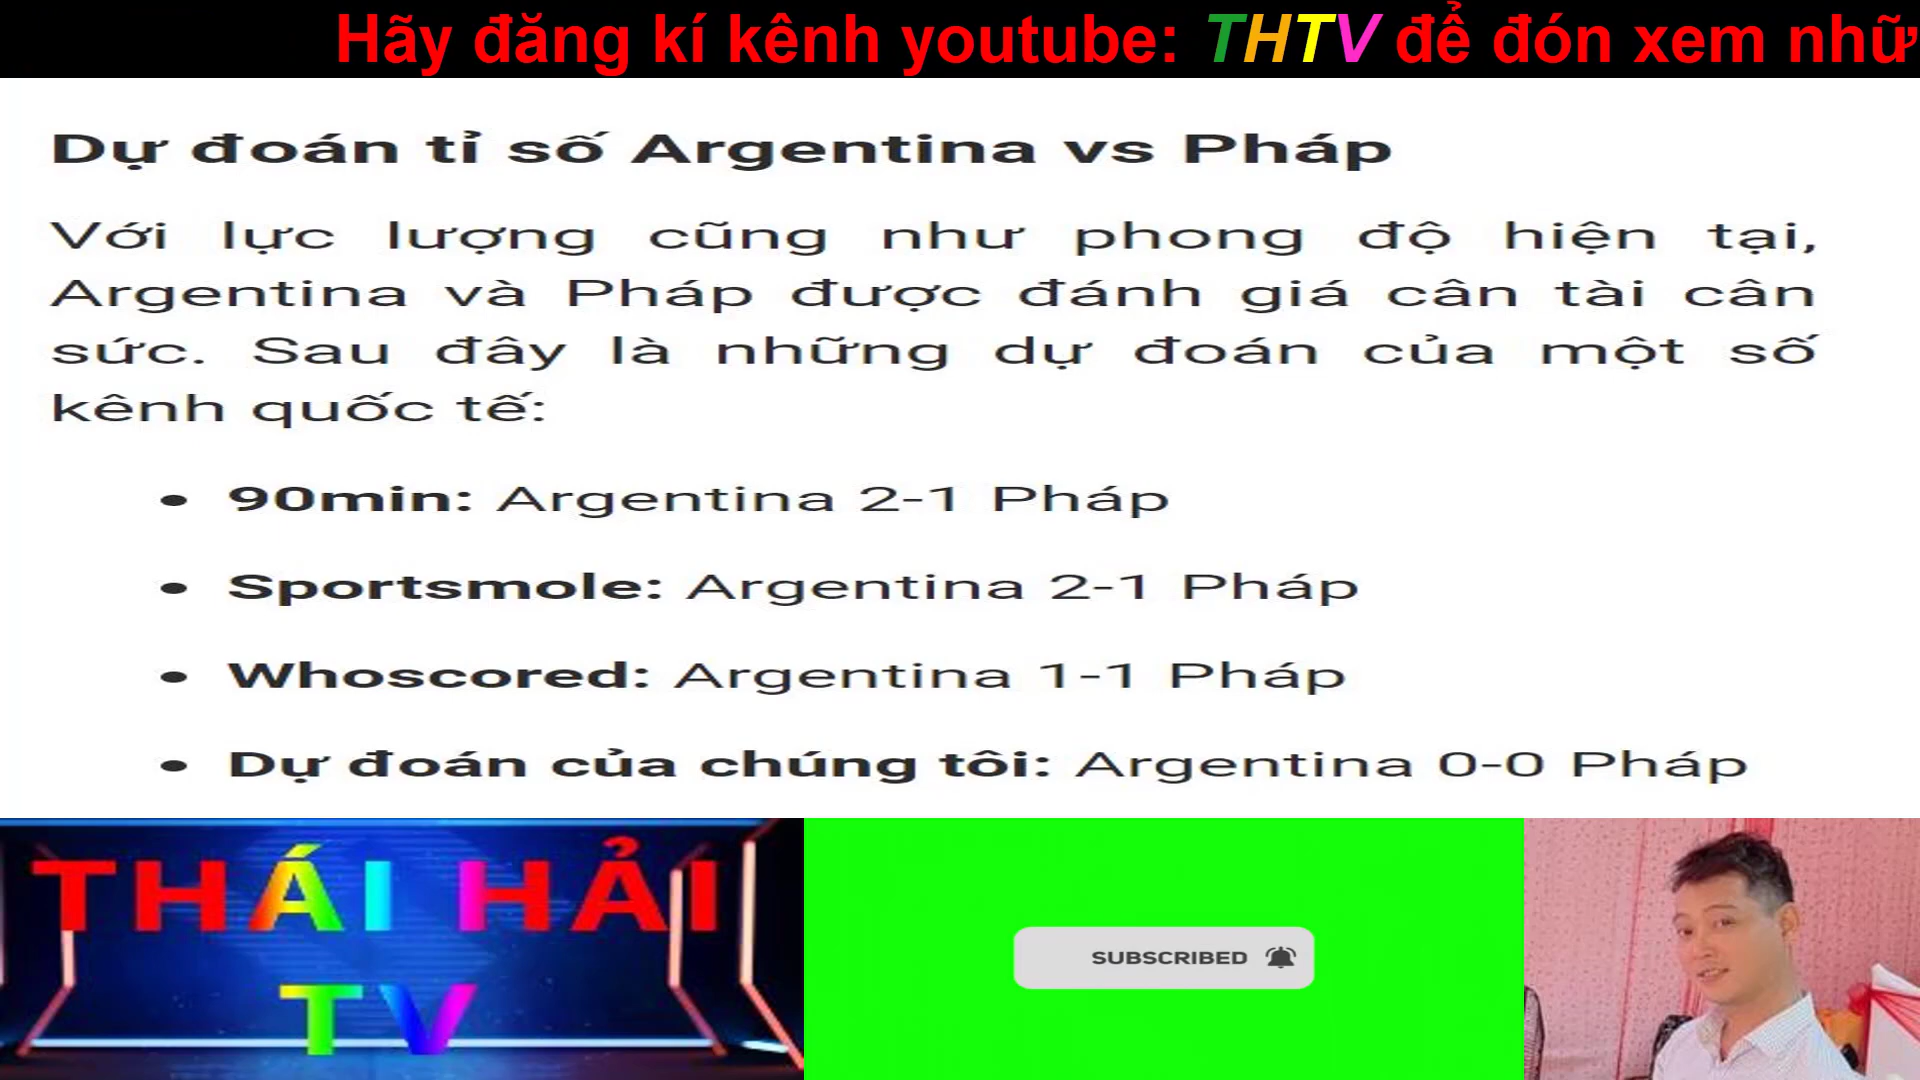 Hãy đăng kí kênh youtube: THTV để đón xem nhữ
Dự đoán tỉ số Argentina vs Pháp
Với lực lượng cũng như phong độ hiện tại,
Argentina và Pháp được đánh giá cân tài cân
sức. Sau đây là những dự đoán của một số
kênh quốc tế:
• 90min: Argentina 2-1 Pháp
• Sportsmole: Argentina 2-1 Pháp
• Whoscored: Argentina 1-1 Pháp
• Dự đoán của chúng tôi: Argentina 0-0 Pháp
THÁI HẢI
TV
SUBSCRIBED